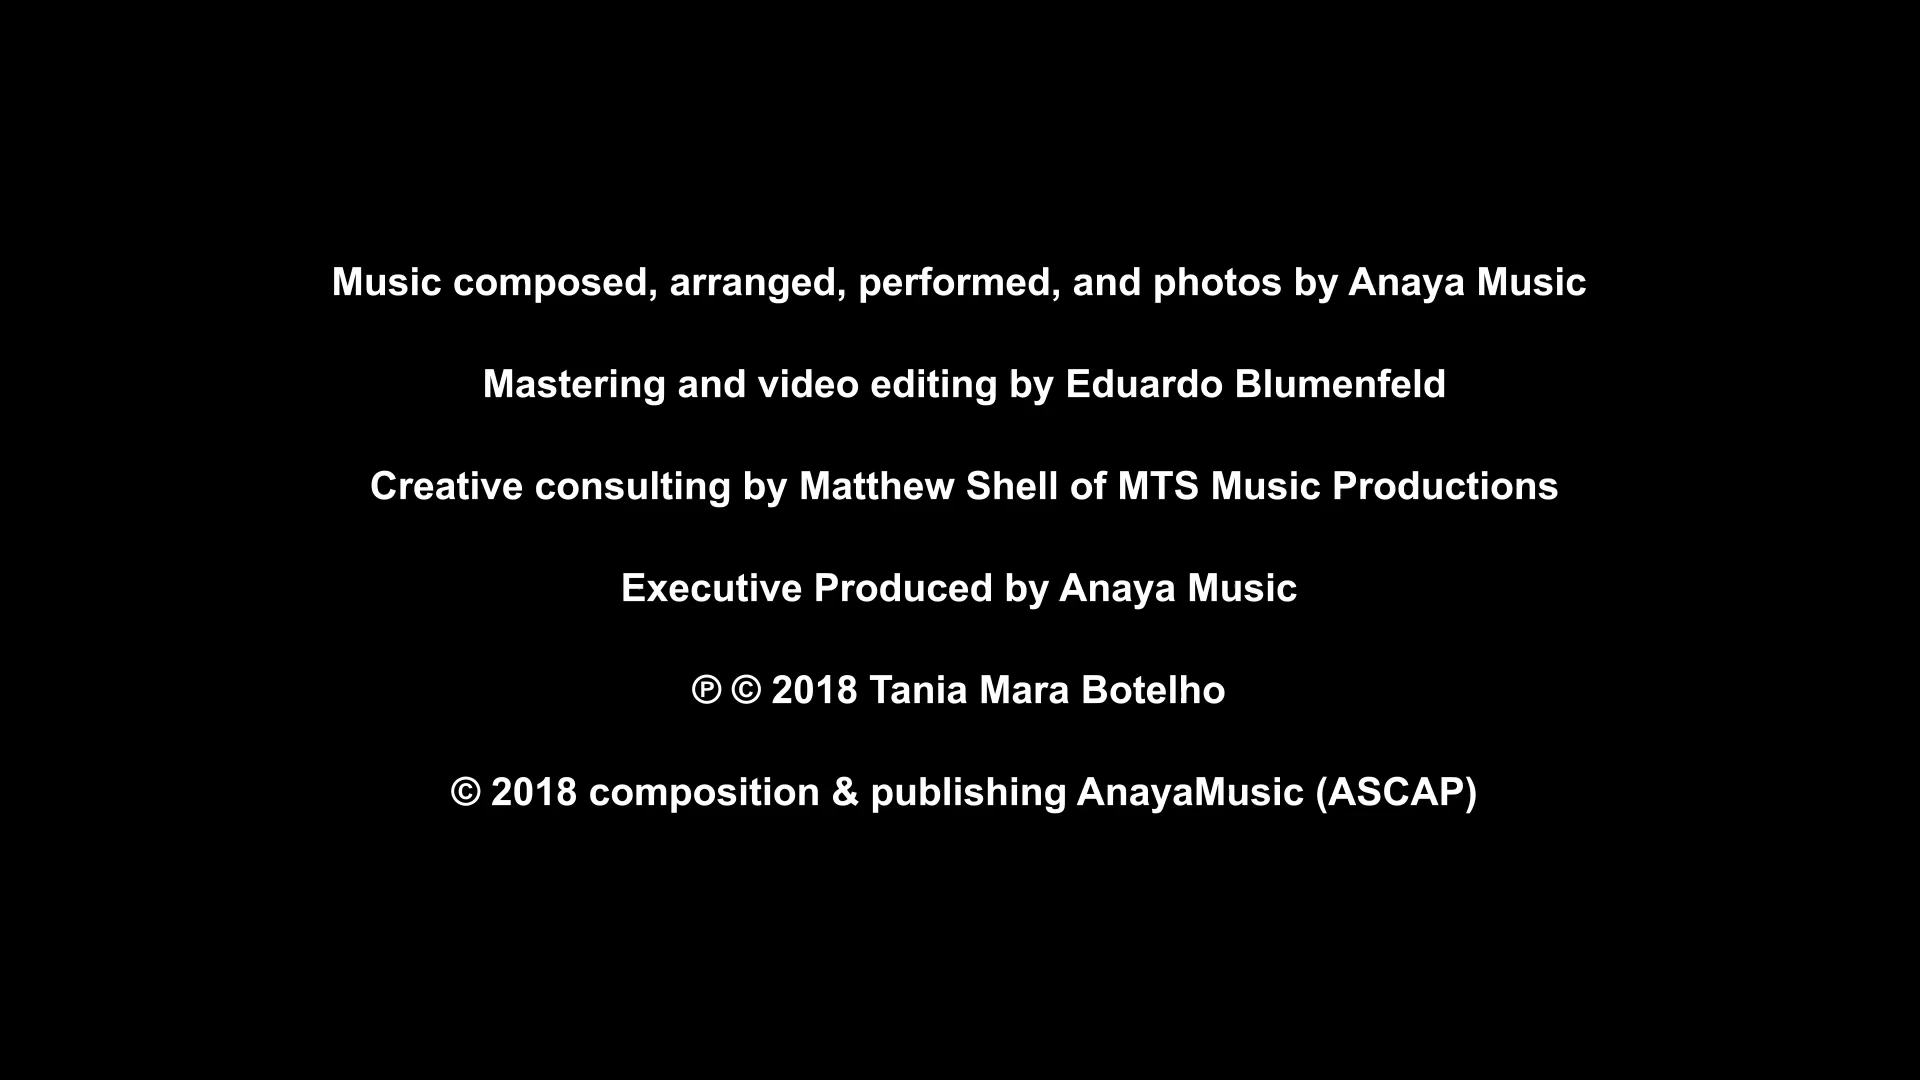 Music composed, arranged, performed, and photos by Anaya Music
Mastering and video editing by Eduardo Blumenfeld
Creative consulting by Matthew Shell of MTS Music Productions
Executive Produced by Anaya Music
℗ © 2018 Tania Mara Botelho
© 2018 composition & publishing AnayaMusic (ASCAP)